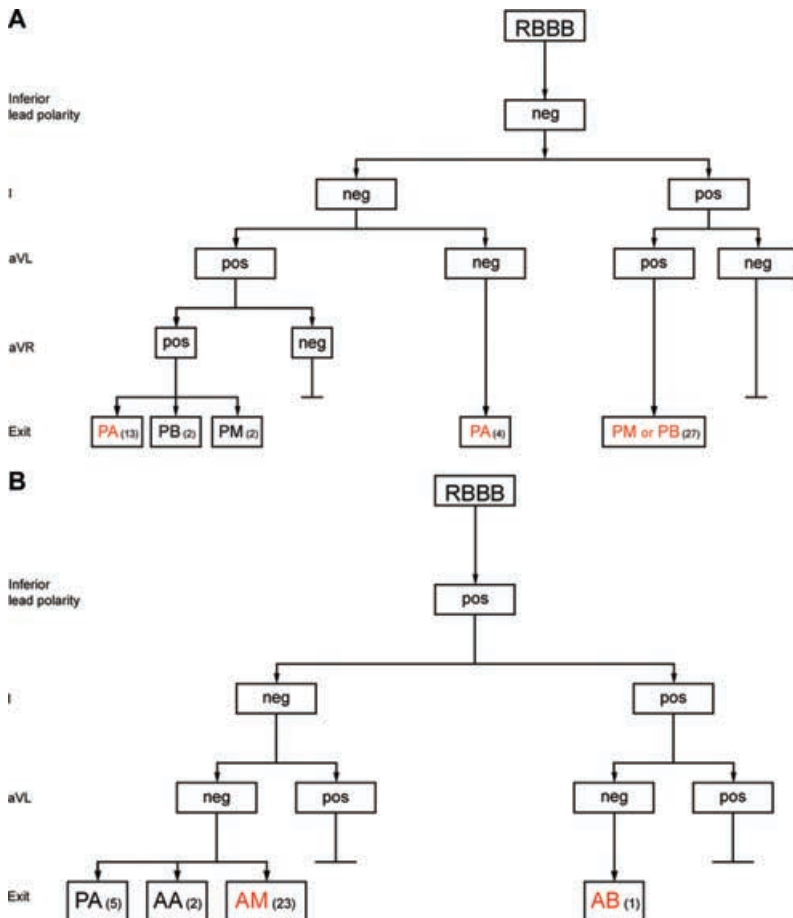 A
RBBB
Inferior
lead polarity
neg
I
neg
pos
aVL
pos
neg
pos
neg
aVR
pos
neg
Exit
PA (13)
PB (2)
PM (2)
PA (4)
PM or PB (27)
B
RBBB
Inferior
lead polarity
pos
I
neg
pos
aVL
neg
pos
neg
pos
Exit
PA (5)
AA (2)
AM (23)
AB (1)